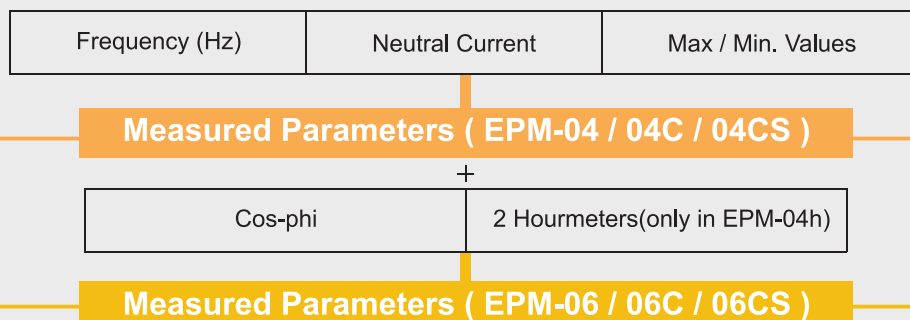 Frequency (Hz) Neutral Current Max / Min. Values
Measured Parameters ( EPM-04 / 04C / 04CS )
+
Cos-phi 2 Hourmeters(only in EPM-04h)
Measured Parameters ( EPM-06 / 06C / 06CS )